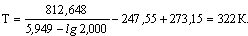 T = 812,648 / (5,949 − lg 2,000) − 247,55 + 273,15 = 322 К.